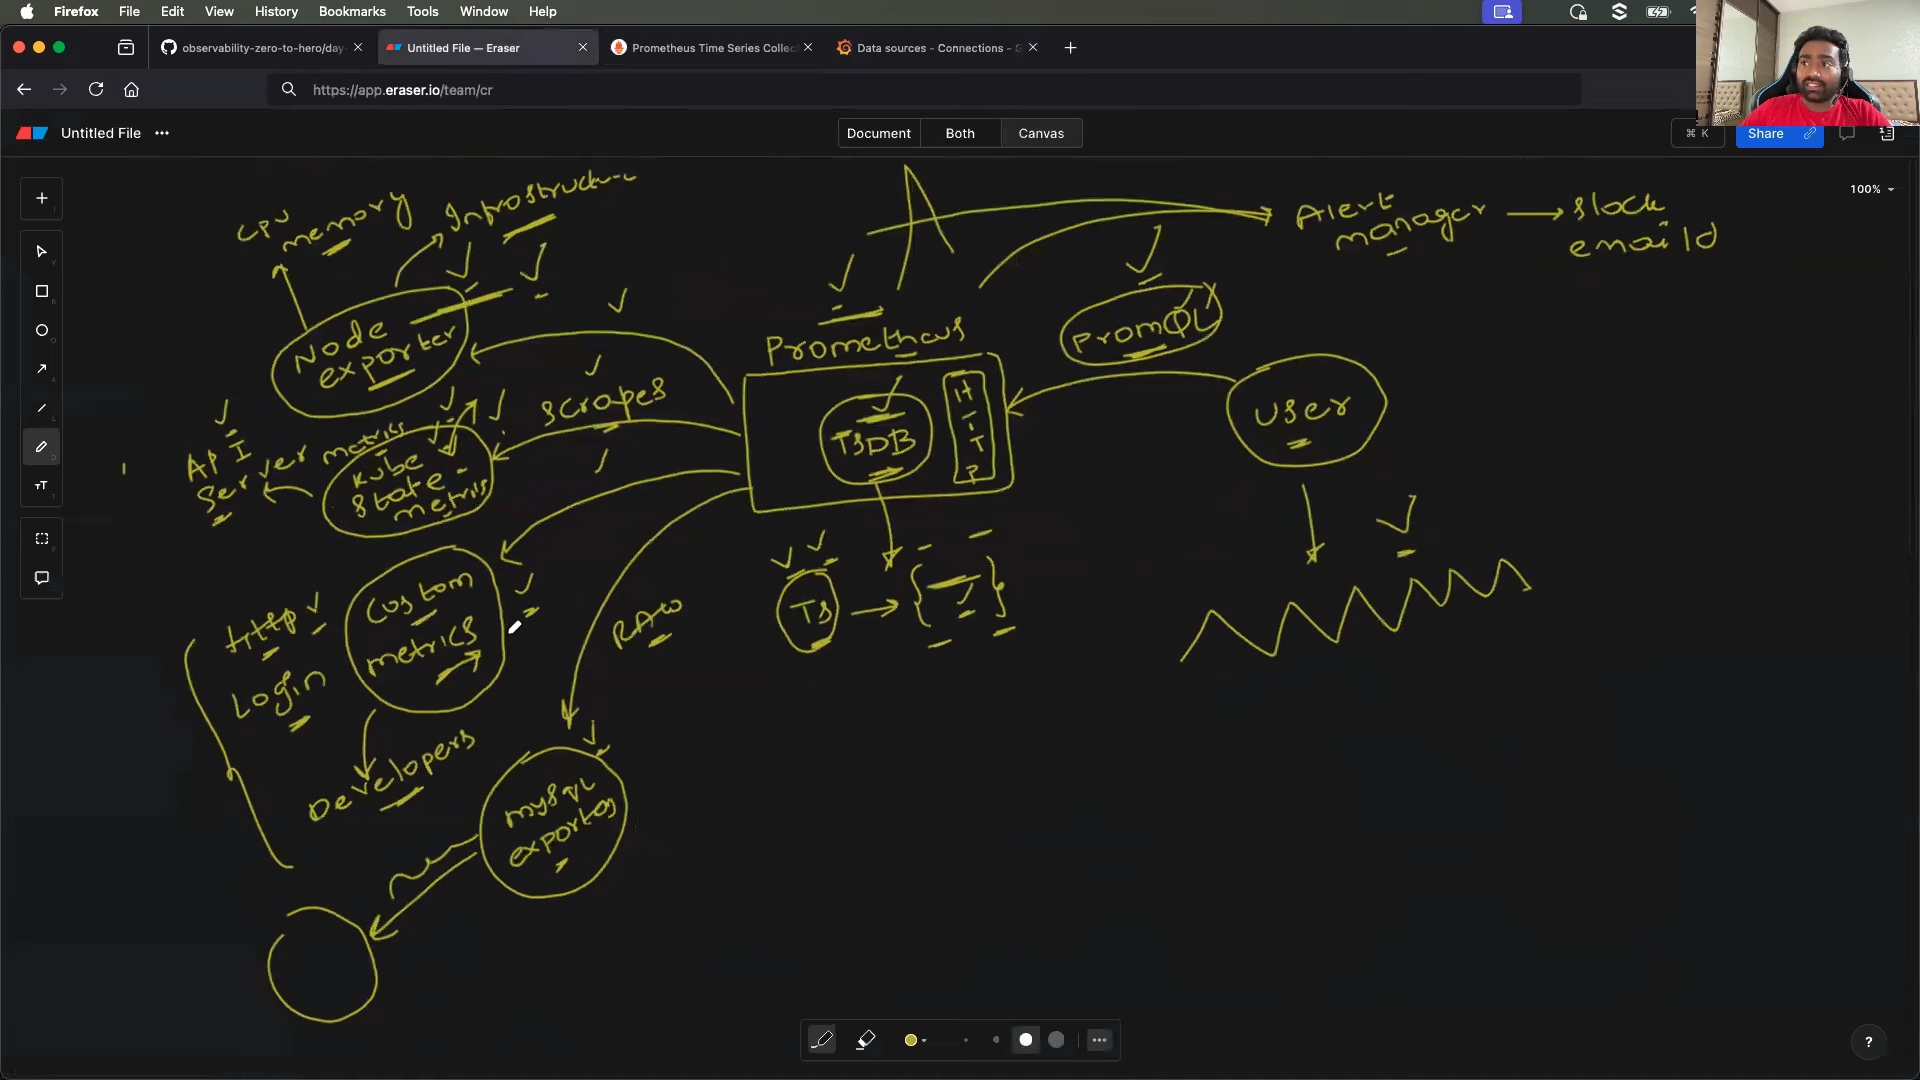 Firefox File Edit View History Bookmarks Tools Window Help
observability-zero-to-hero/day-
Untitled File — Eraser
Prometheus Time Series Collec
Data sources - Connections - G
https://app.eraser.io/team/cr
Untitled File
Document
Both
Canvas
⌘ K
Share
100%
CPU
memory
Infrastructu
Alert
manager
slack
email Id
Node
exporter
Prometheus
PromQL
scrapes
TSDB
HTTP
User
API
Server metrics
Kube
state-
metrics
Custom
metrics
Http
Login
RAW
TS
{ }
Developers
mysql
exporter
?